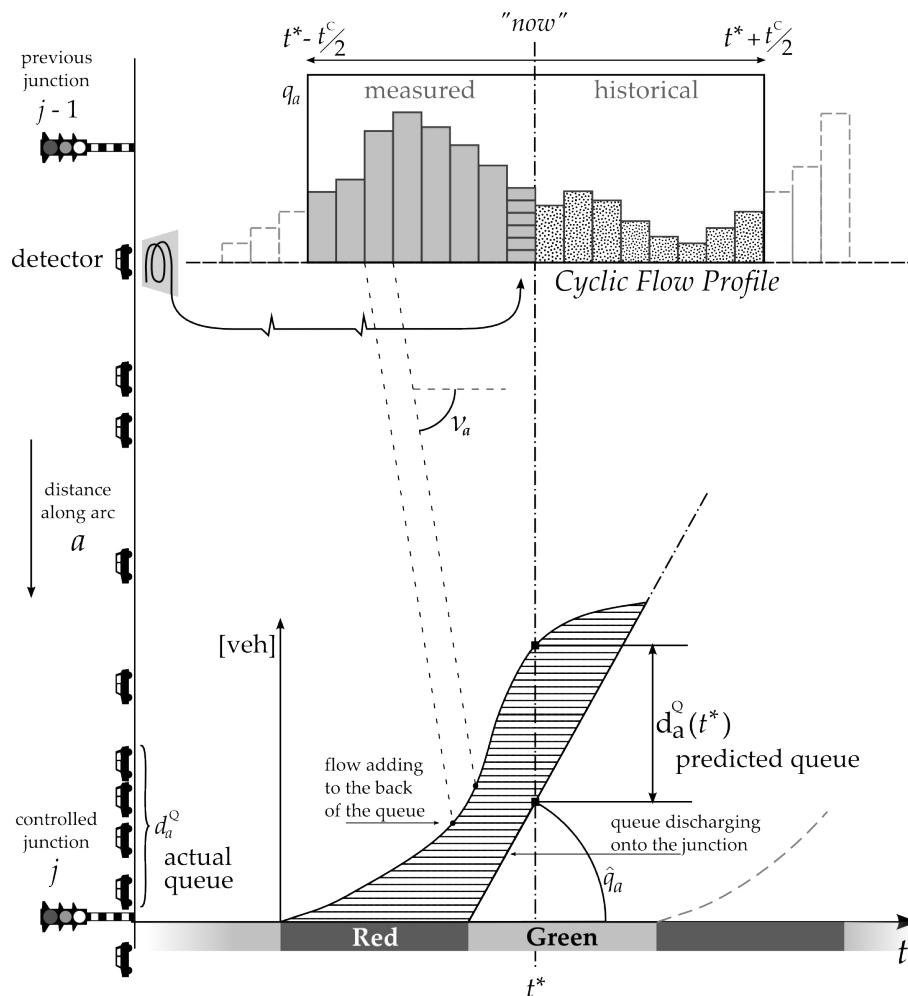 "now"
t* - t^C/2
t* + t^C/2
previous
junction
j - 1
q_a
measured
historical
detector
Cyclic Flow Profile
ν_a
distance
along arc
a
[veh]
d_a^Q(t*)
predicted queue
flow adding
to the back
of the queue
controlled
junction
j
d_a^Q
actual
queue
queue discharging
onto the junction
q̂_a
Red
Green
t
t*